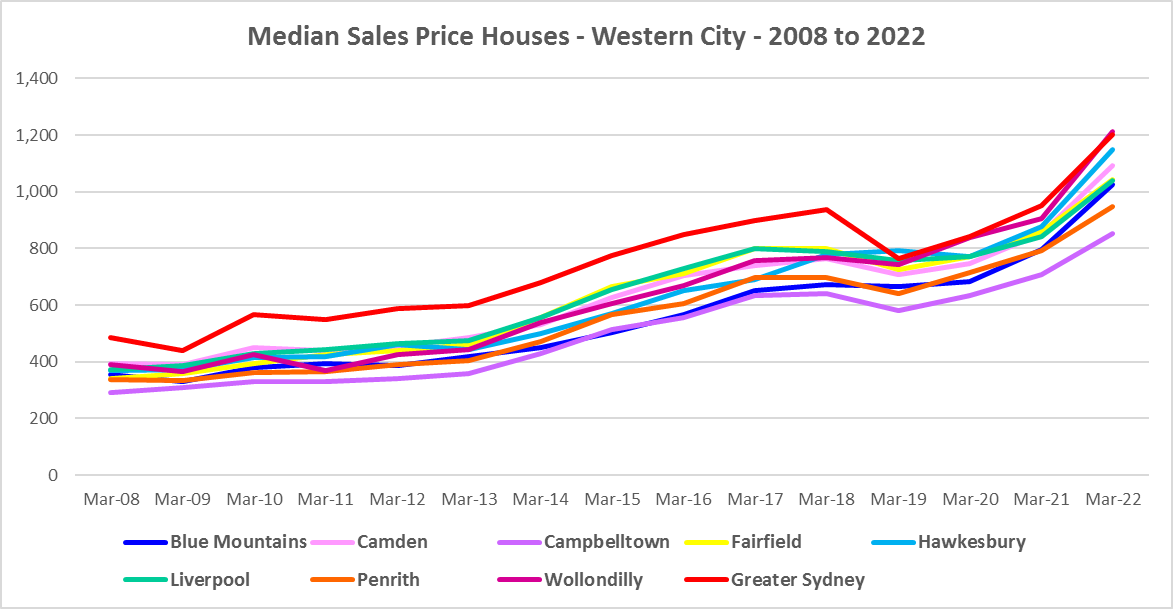 Median Sales Price Houses - Western City - 2008 to 2022
1,400
1,200
1,000
800
600
400
200
0
Mar-08 Mar-09 Mar-10 Mar-11 Mar-12 Mar-13 Mar-14 Mar-15 Mar-16 Mar-17 Mar-18 Mar-19 Mar-20 Mar-21 Mar-22
Blue Mountains Camden Campbelltown Fairfield Hawkesbury
Liverpool Penrith Wollondilly Greater Sydney